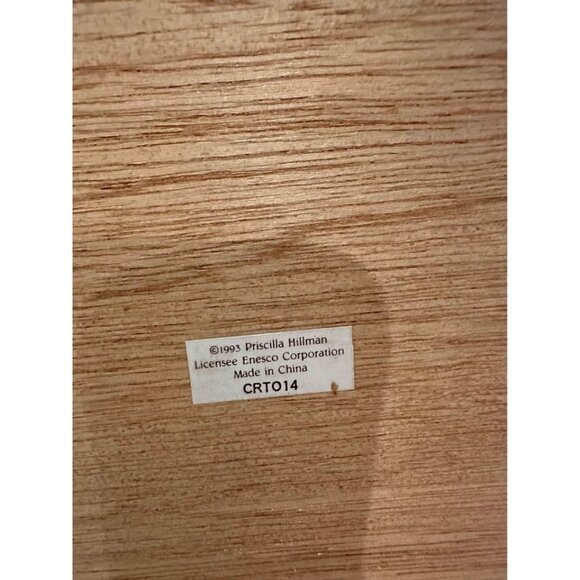 ©1993 Priscilla Hillman
Licensee Enesco Corporation
Made in China
CRT014